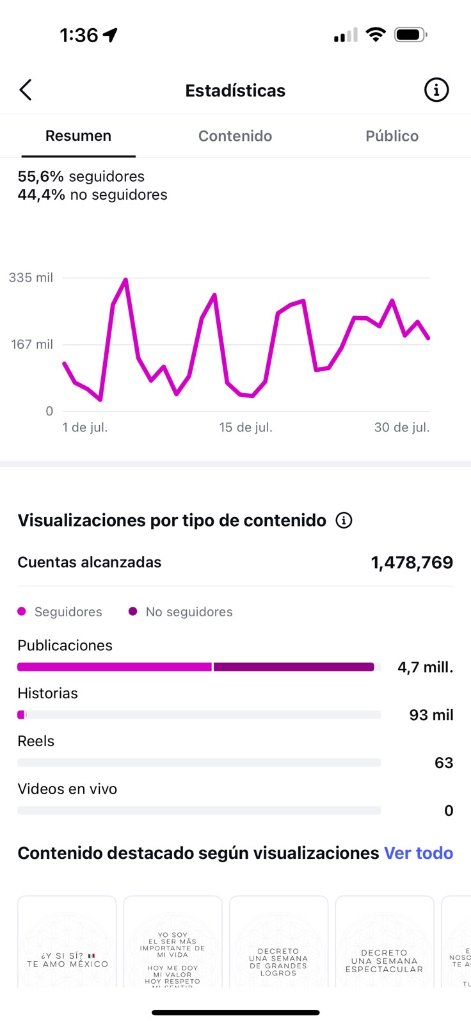 1:36
Estadísticas
Resumen
Contenido
Público
55,6% seguidores
44,4% no seguidores
335 mil
167 mil
0
1 de jul.
15 de jul.
30 de jul.
Visualizaciones por tipo de contenido
Cuentas alcanzadas 1,478,769
Seguidores No seguidores
Publicaciones
4,7 mill.
Historias
93 mil
Reels
63
Videos en vivo
0
Contenido destacado según visualizaciones Ver todo
¿Y SI SÍ?
TE AMO MÉXICO
YO SOY
EL SER MÁS
IMPORTANTE DE
MI VIDA
HOY ME DOY
MI VALOR
HOY RESPETO
MI SENTIR
DECRETO
UNA SEMANA
DE GRANDES
LOGROS
DECRETO
UNA SEMANA
ESPECTACULAR